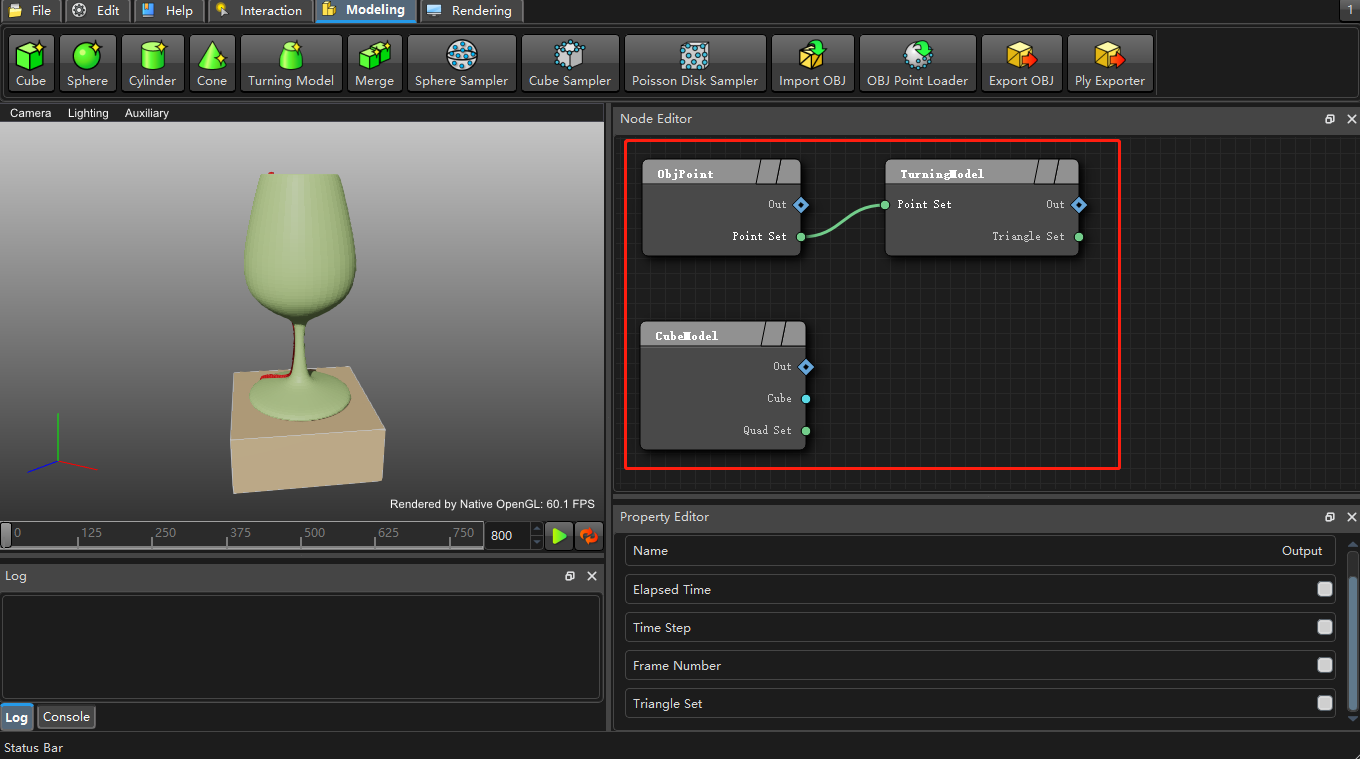 File Edit Help Interaction Modeling Rendering 1
Cube Sphere Cylinder Cone Turning Model Merge Sphere Sampler Cube Sampler Poisson Disk Sampler Import OBJ OBJ Point Loader Export OBJ Ply Exporter
Camera Lighting Auxiliary
Rendered by Native OpenGL: 60.1 FPS
0 125 250 375 500 625 750 800
Log
Log Console
Node Editor
ObjPoint
Out
Point Set
TurningModel
Point Set Out
Triangle Set
CubeModel
Out
Cube
Quad Set
Property Editor
Name Output
Elapsed Time
Time Step
Frame Number
Triangle Set
Status Bar